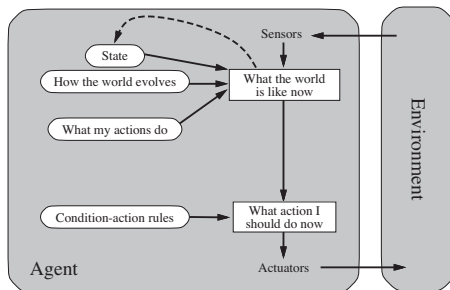 Sensors
State
How the world evolves
What the world
is like now
What my actions do
Environment
Condition-action rules
What action I
should do now
Agent
Actuators